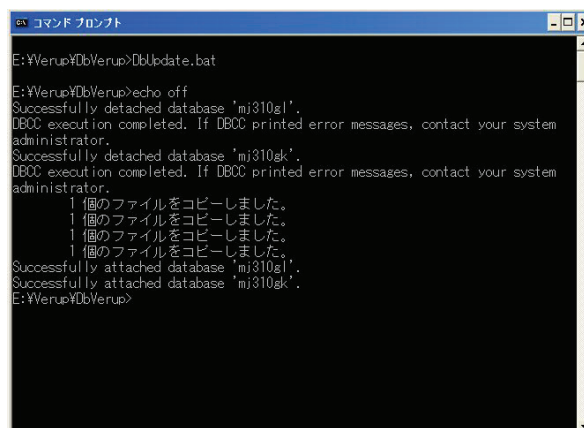 コマンド プロンプト
E:¥Verup¥DbVerup>DbUpdate.bat
E:¥Verup¥DbVerup>echo off
Successfully detached database 'mj310gl'.
DBCC execution completed. If DBCC printed error messages, contact your system
administrator.
Successfully detached database 'mj310gk'.
DBCC execution completed. If DBCC printed error messages, contact your system
administrator.
1 個のファイルをコピーしました。
1 個のファイルをコピーしました。
1 個のファイルをコピーしました。
1 個のファイルをコピーしました。
Successfully attached database 'mj310gl'.
Successfully attached database 'mj310gk'.
E:¥Verup¥DbVerup>